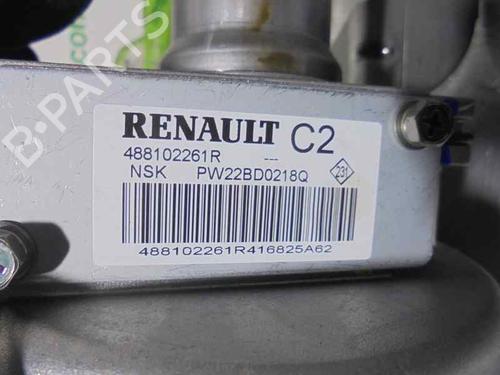 RENAULT C2
488102261R ---
NSK PW22BD0218Q 231
488102261R416825A62
B-PARTS